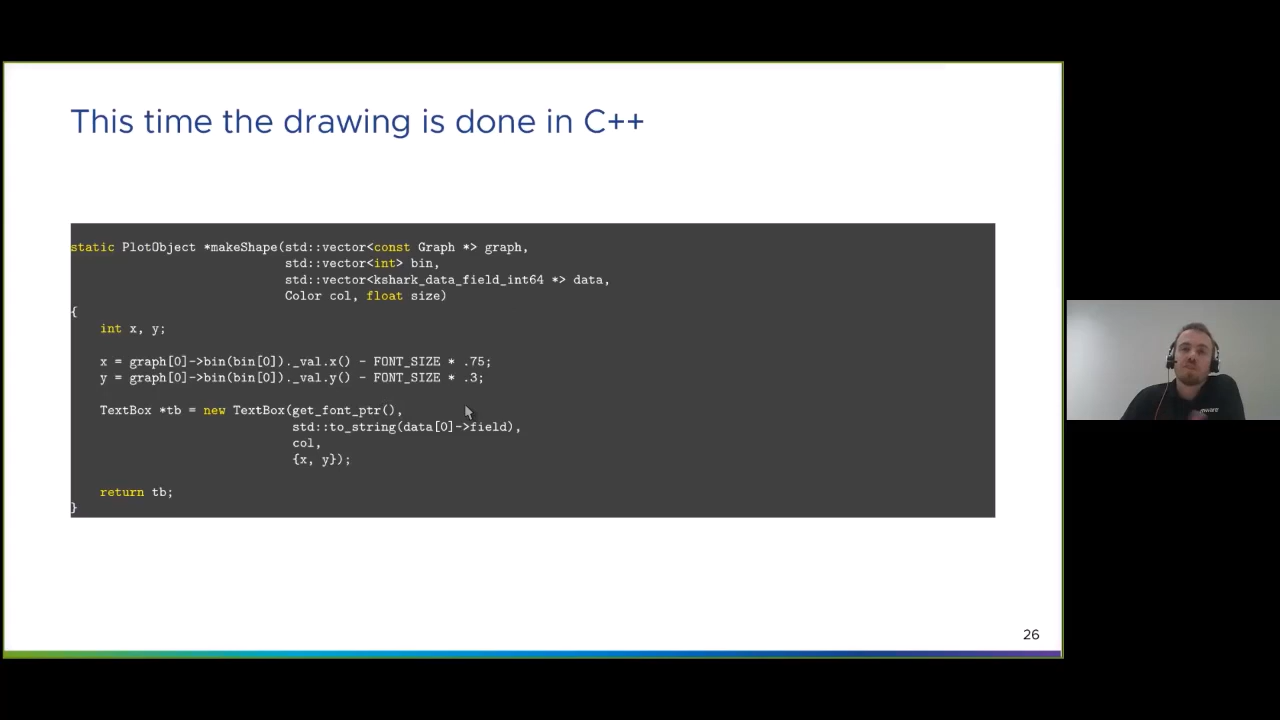 This time the drawing is done in C++
static PlotObject *makeShape(std::vector<const Graph *> graph,
std::vector<int> bin,
std::vector<kshark_data_field_int64 *> data,
Color col, float size)
{
int x, y;
x = graph[0]->bin(bin[0])._val.x() - FONT_SIZE * .75;
y = graph[0]->bin(bin[0])._val.y() - FONT_SIZE * .3;
TextBox *tb = new TextBox(get_font_ptr(),
std::to_string(data[0]->field),
col,
{x, y});
return tb;
}
26
mware